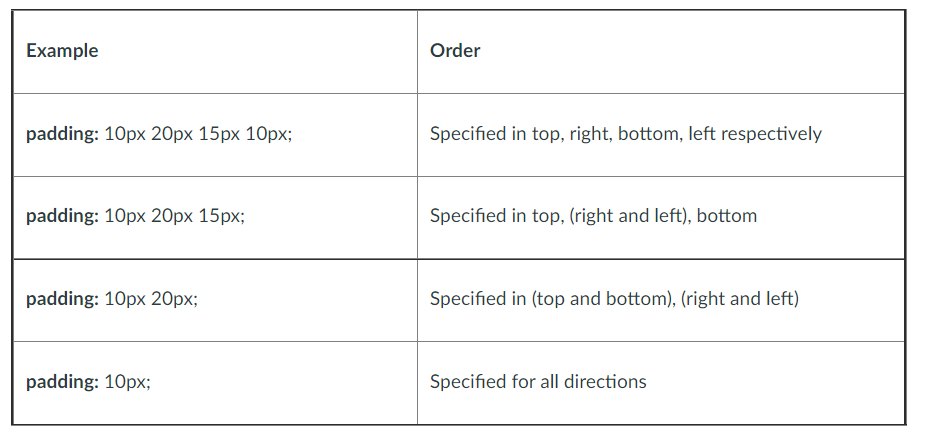 Example
Order
padding: 10px 20px 15px 10px;
Specified in top, right, bottom, left respectively
padding: 10px 20px 15px;
Specified in top, (right and left), bottom
padding: 10px 20px;
Specified in (top and bottom), (right and left)
padding: 10px;
Specified for all directions